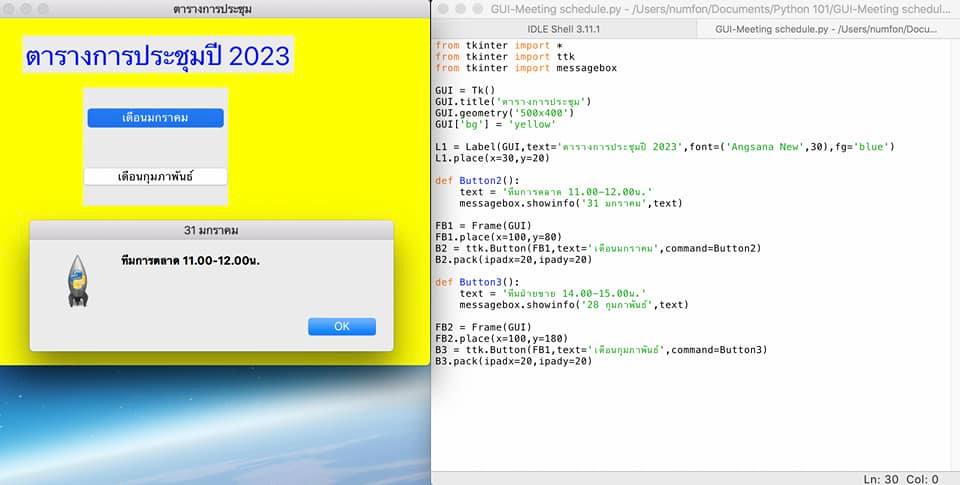 ตารางการประชุม
ตารางการประชุมปี 2023
เดือนมกราคม
เดือนกุมภาพันธ์
31 มกราคม
ทีมการตลาด 11.00-12.00น.
OK
GUI-Meeting schedule.py - /Users/numfon/Documents/Python 101/GUI-Meeting schedul...
IDLE Shell 3.11.1
GUI-Meeting schedule.py - /Users/numfon/Docu...
from tkinter import *
from tkinter import ttk
from tkinter import messagebox
GUI = Tk()
GUI.title('ตารางการประชุม')
GUI.geometry('500x400')
GUI['bg'] = 'yellow'
L1 = Label(GUI,text='ตารางการประชุมปี 2023',font=('Angsana New',30),fg='blue')
L1.place(x=30,y=20)
def Button2():
    text = 'ทีมการตลาด 11.00-12.00น.'
    messagebox.showinfo('31 มกราคม',text)
FB1 = Frame(GUI)
FB1.place(x=100,y=80)
B2 = ttk.Button(FB1,text='เดือนมกราคม',command=Button2)
B2.pack(ipadx=20,ipady=20)
def Button3():
    text = 'ทีมฝ่ายขาย 14.00-15.00น.'
    messagebox.showinfo('28 กุมภาพันธ์',text)
FB2 = Frame(GUI)
FB2.place(x=100,y=180)
B3 = ttk.Button(FB1,text='เดือนกุมภาพันธ์',command=Button3)
B3.pack(ipadx=20,ipady=20)
Ln: 30 Col: 0